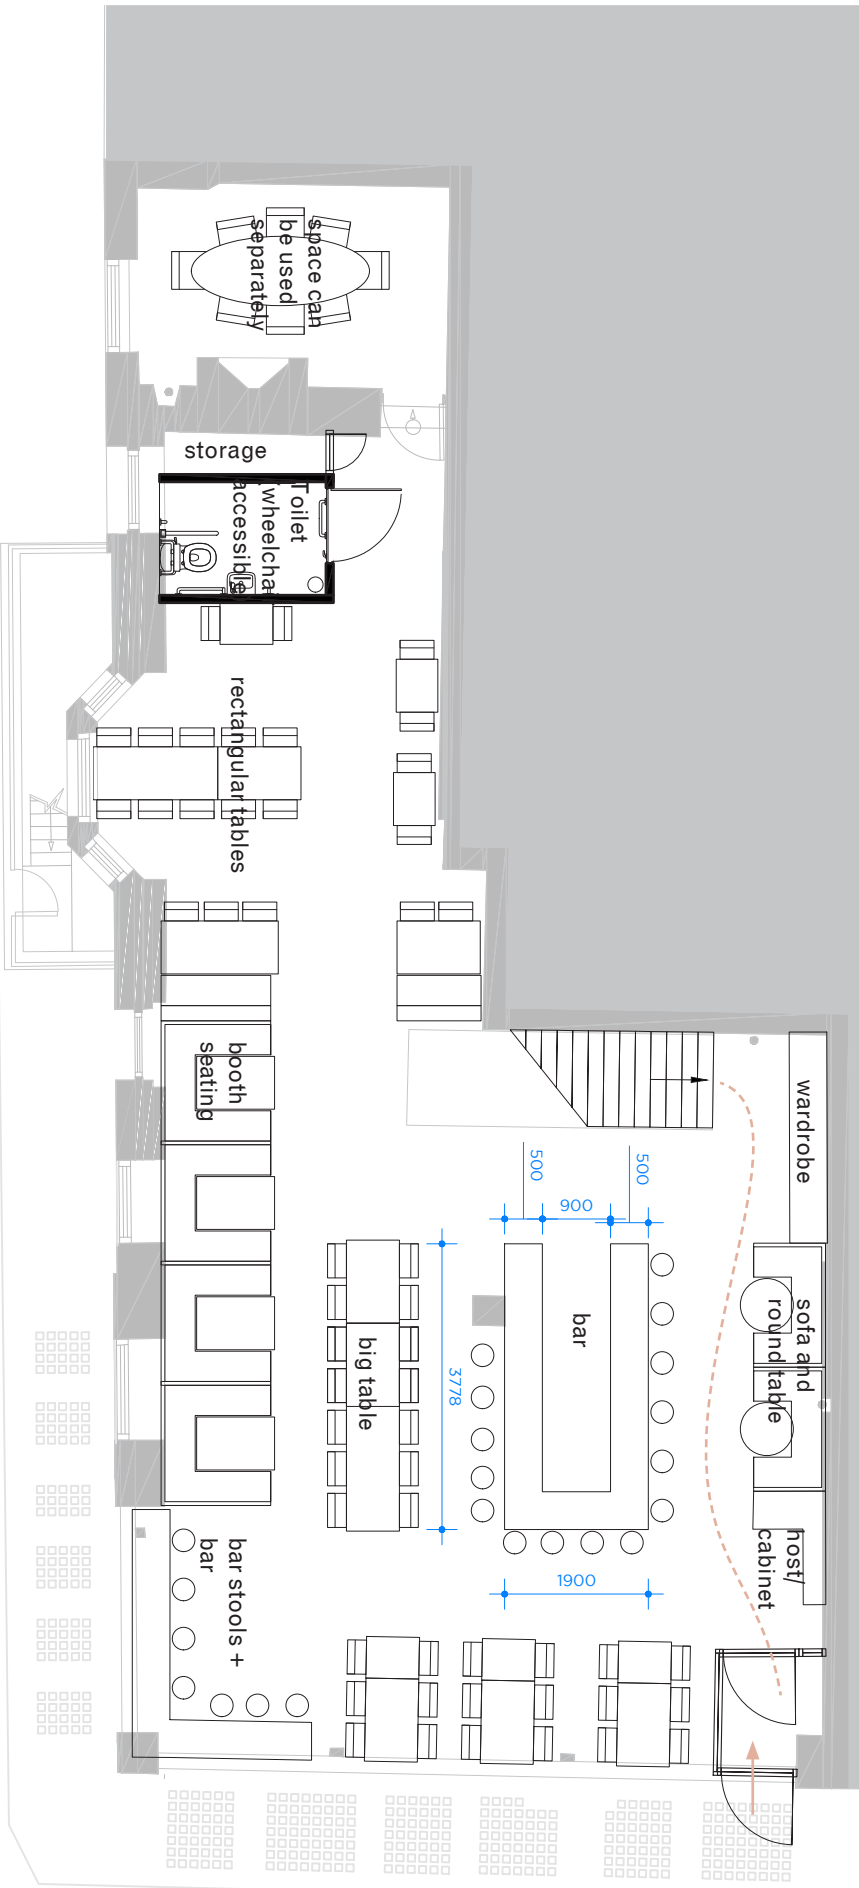 space can
be used
separately
storage
Toilet
wheelchai
accessible
rectangular tables
booth
seating
wardrobe
500
500
900
bar
3778
big table
sofa and
round table
host/
cabinet
bar stools +
bar
1900